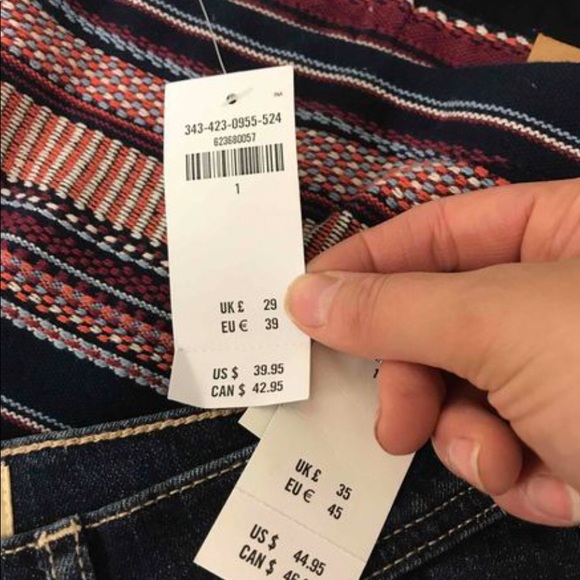 343-423-0955-524
623680057
1
UK £ 29
EU € 39
US $ 39.95
CAN $ 42.95
UK £ 35
EU € 45
US $ 44.95
CAN $